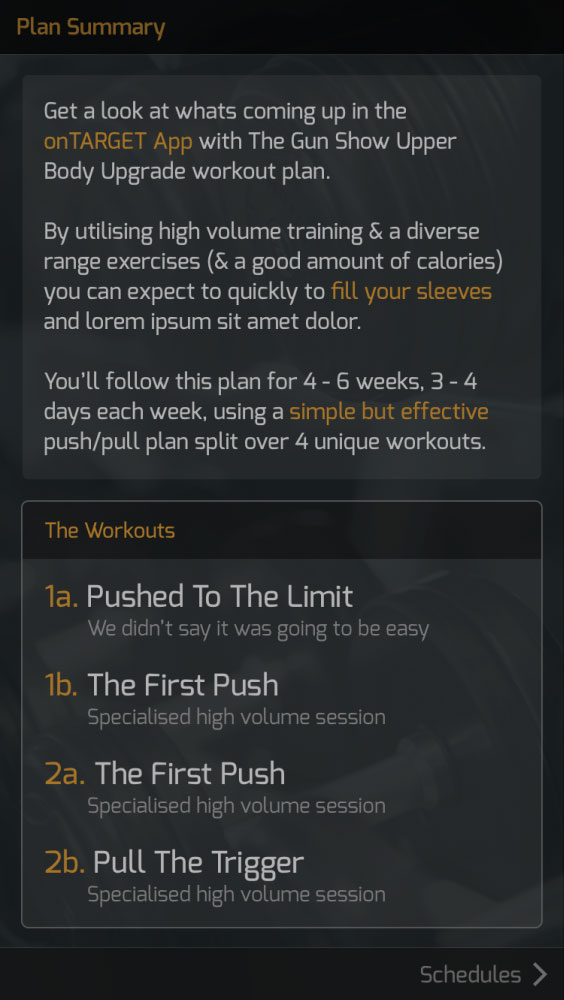 Plan Summary
Get a look at whats coming up in the
onTARGET App with The Gun Show Upper
Body Upgrade workout plan.
By utilising high volume training & a diverse
range exercises (& a good amount of calories)
you can expect to quickly to fill your sleeves
and lorem ipsum sit amet dolor.
You'll follow this plan for 4 - 6 weeks, 3 - 4
days each week, using a simple but effective
push/pull plan split over 4 unique workouts.
The Workouts
1a. Pushed To The Limit
We didn't say it was going to be easy
1b. The First Push
Specialised high volume session
2a. The First Push
Specialised high volume session
2b. Pull The Trigger
Specialised high volume session
Schedules